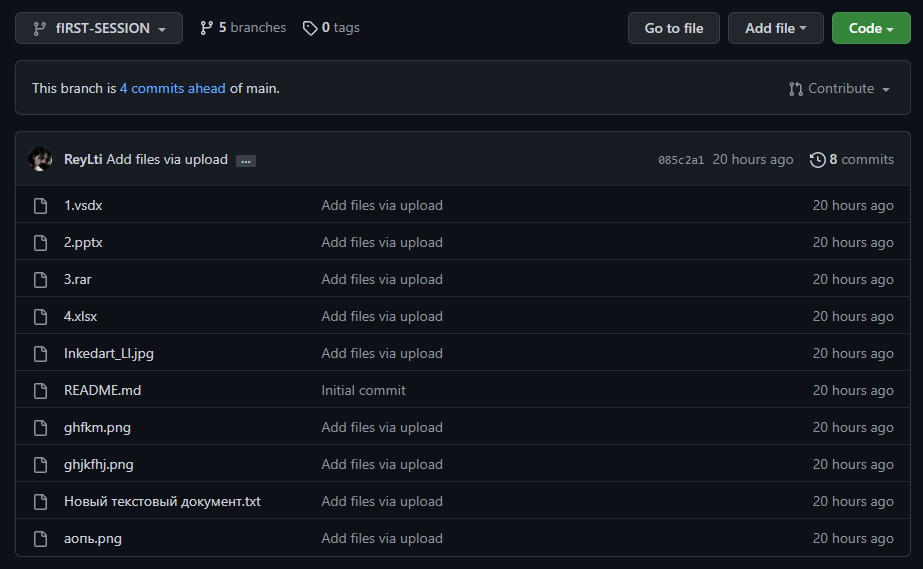 fIRST-SESSION 5 branches 0 tags Go to file Add file Code
This branch is 4 commits ahead of main. Contribute
ReyLti Add files via upload ... 085c2a1 20 hours ago 8 commits
1.vsdx Add files via upload 20 hours ago
2.pptx Add files via upload 20 hours ago
3.rar Add files via upload 20 hours ago
4.xlsx Add files via upload 20 hours ago
Inkedart_LI.jpg Add files via upload 20 hours ago
README.md Initial commit 20 hours ago
ghfkm.png Add files via upload 20 hours ago
ghjkfhj.png Add files via upload 20 hours ago
Новый текстовый документ.txt Add files via upload 20 hours ago
аопь.png Add files via upload 20 hours ago